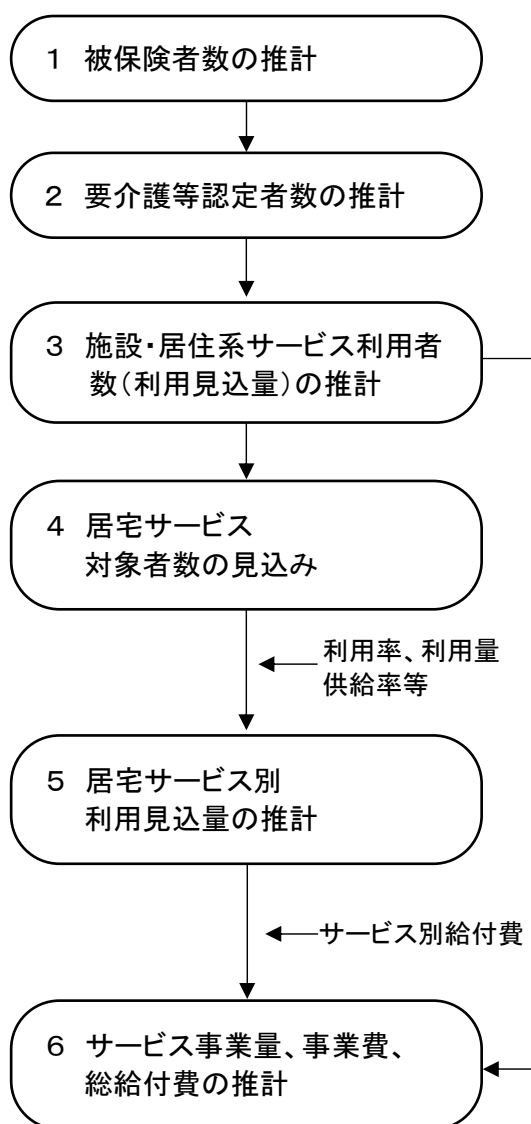 1 被保険者数の推計
2 要介護等認定者数の推計
3 施設・居住系サービス利用者
数(利用見込量)の推計
4 居宅サービス
対象者数の見込み
利用率、利用量
供給率等
5 居宅サービス別
利用見込量の推計
サービス別給付費
6 サービス事業量、事業費、
総給付費の推計